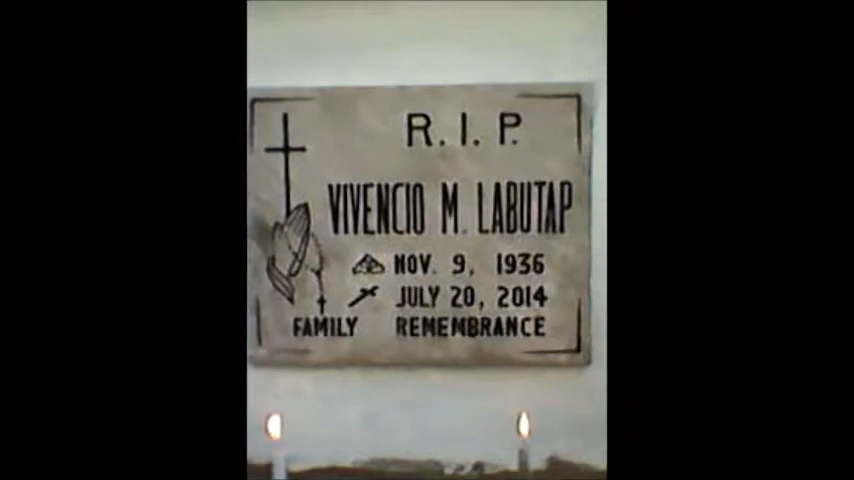 R.I.P.
VIVENCIO M. LABUTAP
NOV. 9, 1936
JULY 20, 2014
FAMILY REMEMBRANCE